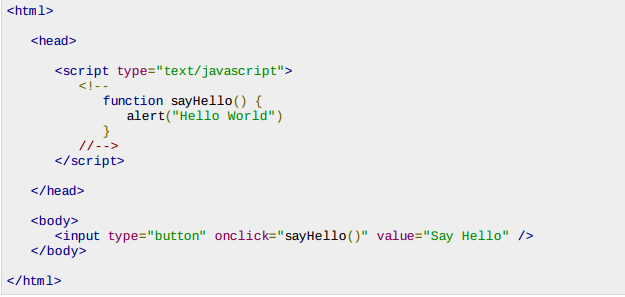 <html>
<head>
<script type="text/javascript">
<!--
function sayHello() {
alert("Hello World")
}
//-->
</script>
</head>
<body>
<input type="button" onclick="sayHello()" value="Say Hello" />
</body>
</html>